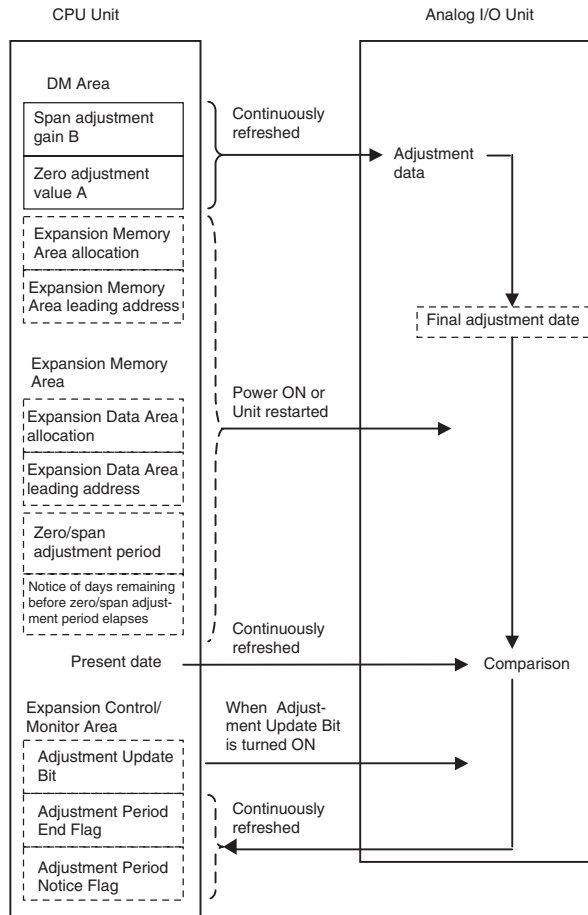 CPU Unit
Analog I/O Unit
DM Area
Span adjustment
gain B
Zero adjustment
value A
Continuously
refreshed
Adjustment
data
Expansion Memory
Area allocation
Expansion Memory
Area leading address
Final adjustment date
Expansion Memory
Area
Expansion Data Area
allocation
Expansion Data Area
leading address
Power ON or
Unit restarted
Zero/span
adjustment period
Notice of days remaining
before zero/span adjust-
ment period elapses
Continuously
refreshed
Present date
Comparison
Expansion Control/
Monitor Area
When Adjust-
ment Update Bit
is turned ON
Adjustment Update
Bit
Adjustment Period
End Flag
Adjustment Period
Notice Flag
Continuously
refreshed